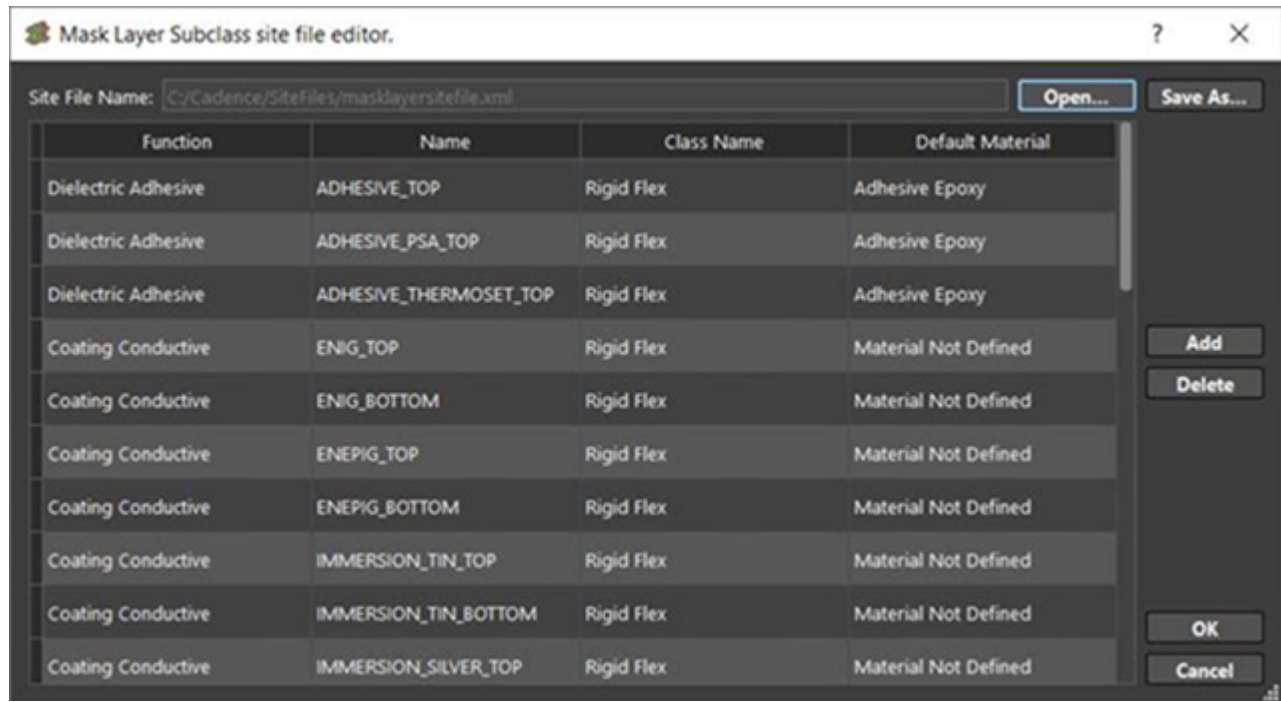 Mask Layer Subclass site file editor. ?
Site File Name: C:/Cadence/SiteFiles/masklayersitefile.xml Open... Save As...
Function Name Class Name Default Material
Dielectric Adhesive ADHESIVE_TOP Rigid Flex Adhesive Epoxy
Dielectric Adhesive ADHESIVE_PSA_TOP Rigid Flex Adhesive Epoxy
Dielectric Adhesive ADHESIVE_THERMOSET_TOP Rigid Flex Adhesive Epoxy
Coating Conductive ENIG_TOP Rigid Flex Material Not Defined
Add
Coating Conductive ENIG_BOTTOM Rigid Flex Material Not Defined
Delete
Coating Conductive ENEPIG_TOP Rigid Flex Material Not Defined
Coating Conductive ENEPIG_BOTTOM Rigid Flex Material Not Defined
Coating Conductive IMMERSION_TIN_TOP Rigid Flex Material Not Defined
Coating Conductive IMMERSION_TIN_BOTTOM Rigid Flex Material Not Defined
OK
Coating Conductive IMMERSION_SILVER_TOP Rigid Flex Material Not Defined
Cancel